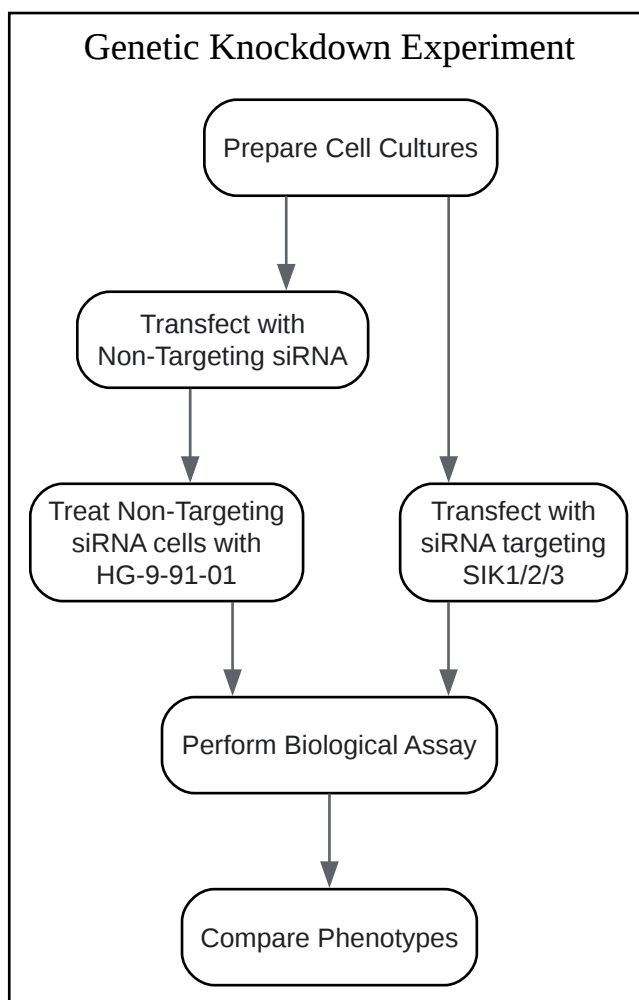 Genetic Knockdown Experiment
Prepare Cell Cultures
Transfect with
Non-Targeting siRNA
Treat Non-Targeting
siRNA cells with
HG-9-91-01
Transfect with
siRNA targeting
SIK1/2/3
Perform Biological Assay
Compare Phenotypes